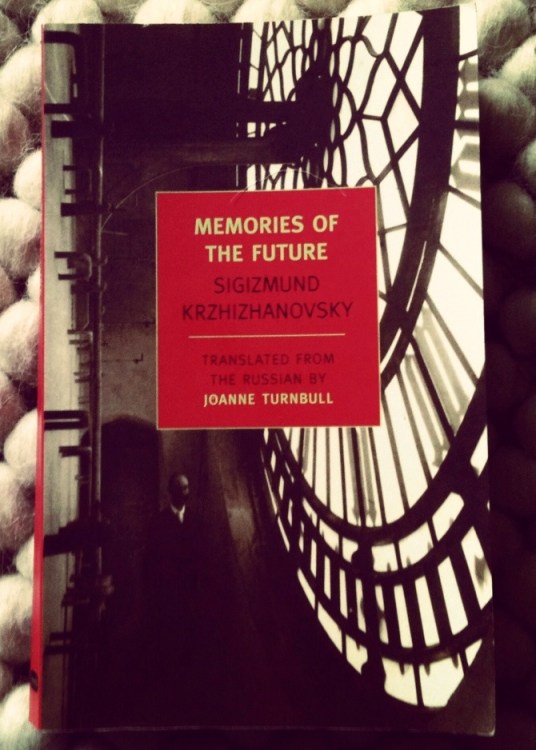 MEMORIES OF
THE FUTURE
SIGIZMUND
KRZHIZHANOVSKY
TRANSLATED FROM
THE RUSSIAN BY
JOANNE TURNBULL